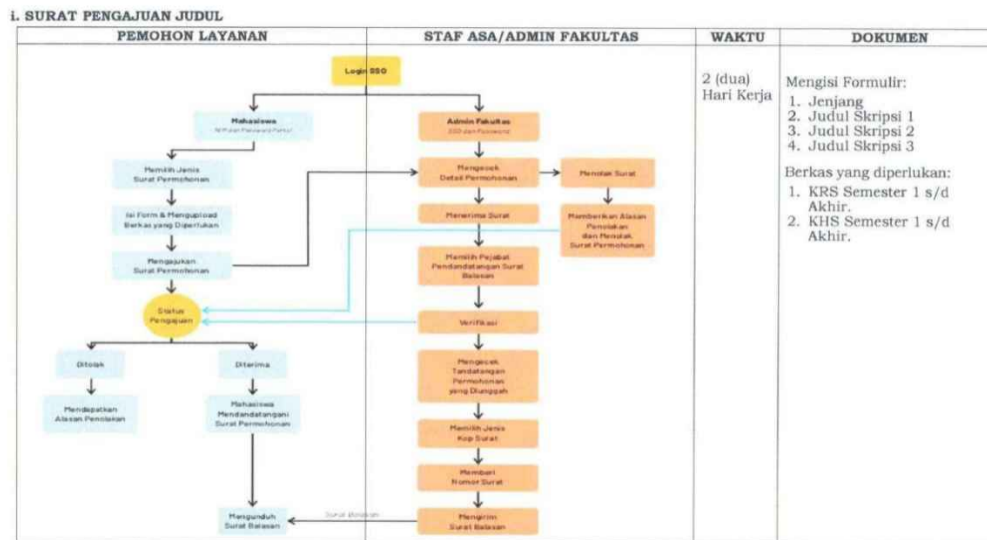 i. SURAT PENGAJUAN JUDUL
PEMOHON LAYANAN
STAF ASA/ADMIN FAKULTAS
WAKTU
DOKUMEN
Login SSO
Mahasiswa
NPM dan Password Portal
Memilih Jenis
Surat Permohonan
Isi Form & Mengupload
Berkas yang Diperlukan
Mengajukan
Surat Permohonan
Status
Pengajuan
Ditolak
Mendapatkan
Alasan Penolakan
Diterima
Mahasiswa
Mendandatangani
Surat Permohonan
Mengunduh
Surat Balasan
Surat Balasan
Admin Fakultas
SSO dan Password
Mengecek
Detail Permohonan
Menolak Surat
Menerima Surat
Mamberikan Alasan
Penolakan
dan Menolak
Surat Permohonan
Memilih Pejabat
Pendandatangan Surat
Balasan
Verifikasi
Mengecek
Tandatangan
Permohonan
yang Diunggah
Memilih Jenis
Kop Surat
Memberi
Nomor Surat
Mengirim
Surat Balasan
2 (dua)
Hari Kerja
Mengisi Formulir:
1. Jenjang
2. Judul Skripsi 1
3. Judul Skripsi 2
4. Judul Skripsi 3
Berkas yang diperlukan:
1. KRS Semester 1 s/d
Akhir.
2. KHS Semester 1 s/d
Akhir.